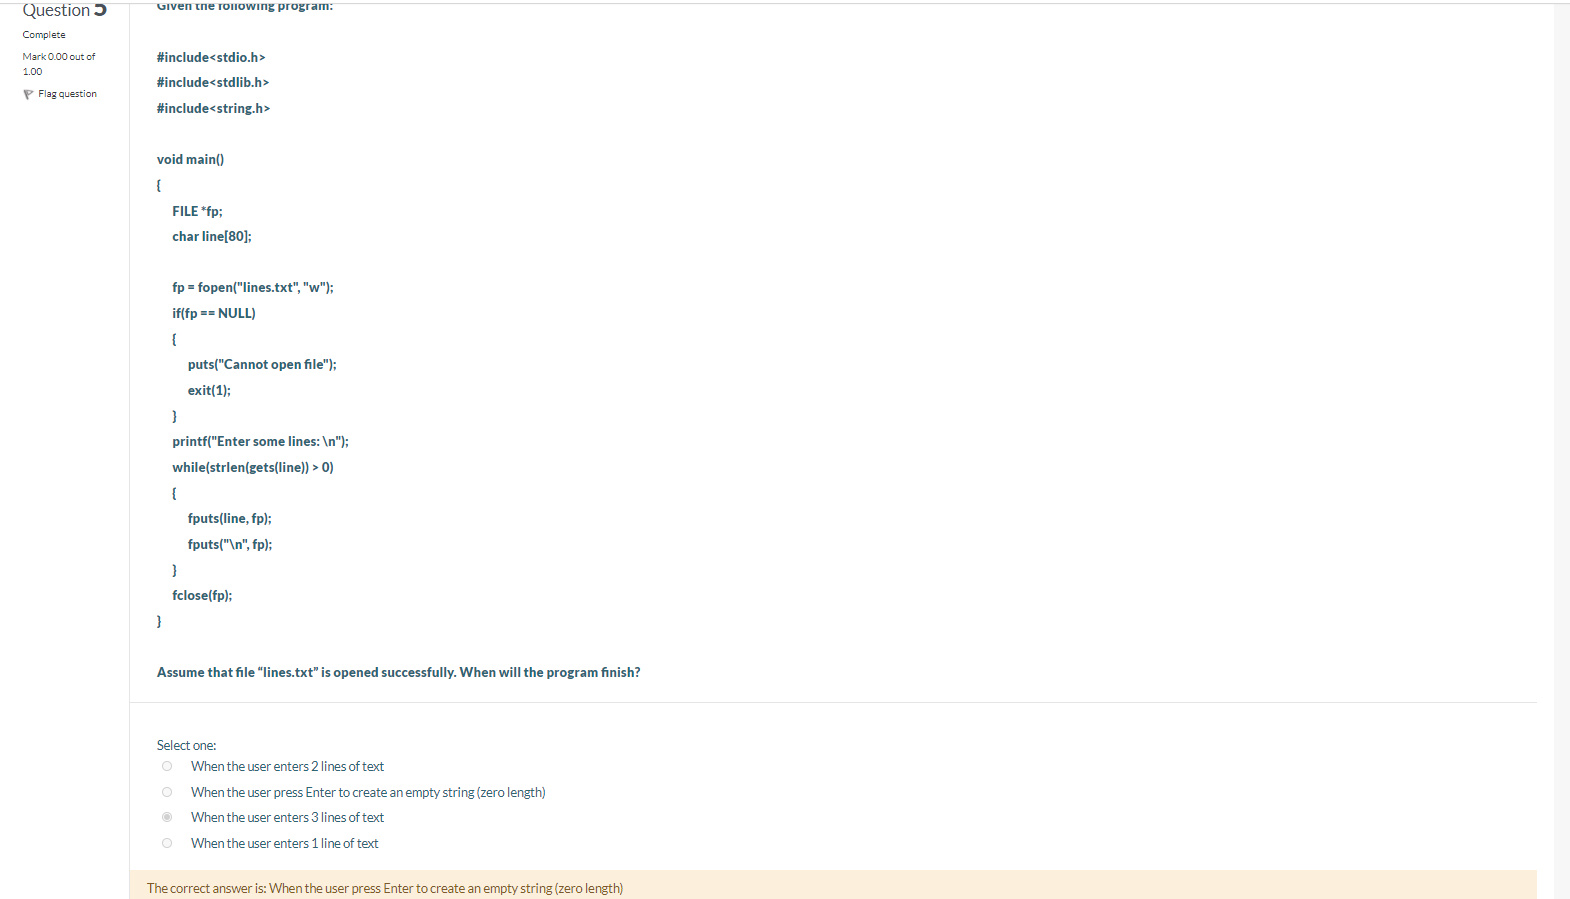 Question 5
Complete
Mark 0.00 out of
1.00
Flag question
Given the following program:
#include<stdio.h>
#include<stdlib.h>
#include<string.h>
void main()
{
FILE *fp;
char line[80];
fp = fopen("lines.txt", "w");
if(fp == NULL)
{
puts("Cannot open file");
exit(1);
}
printf("Enter some lines: \n");
while(strlen(gets(line)) > 0)
{
fputs(line, fp);
fputs("\n", fp);
}
fclose(fp);
}
Assume that file “lines.txt” is opened successfully. When will the program finish?
Select one:
When the user enters 2 lines of text
When the user press Enter to create an empty string (zero length)
When the user enters 3 lines of text
When the user enters 1 line of text
The correct answer is: When the user press Enter to create an empty string (zero length)